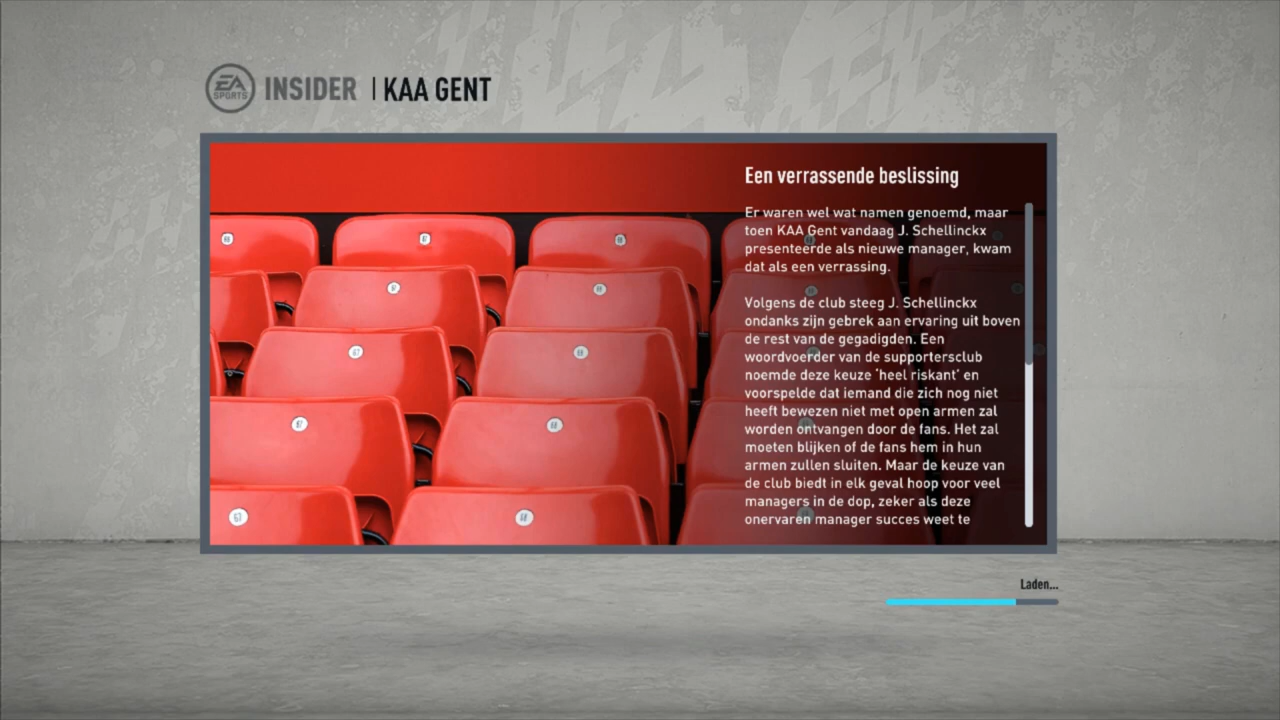 EA SPORTS INSIDER | KAA GENT
Een verrassende beslissing
Er waren wel wat namen genoemd, maar
toen KAA Gent vandaag J. Schellinckx
presenteerde als nieuwe manager, kwam
dat als een verrassing.
Volgens de club steeg J. Schellinckx
ondanks zijn gebrek aan ervaring uit boven
de rest van de gegadigden. Een
woordvoerder van de supportersclub
noemde deze keuze 'heel riskant' en
voorspelde dat iemand die zich nog niet
heeft bewezen niet met open armen zal
worden ontvangen door de fans. Het zal
moeten blijken of de fans hem in hun
armen zullen sluiten. Maar de keuze van
de club biedt in elk geval hoop voor veel
managers in de dop, zeker als deze
onervaren manager succes weet te
Laden...